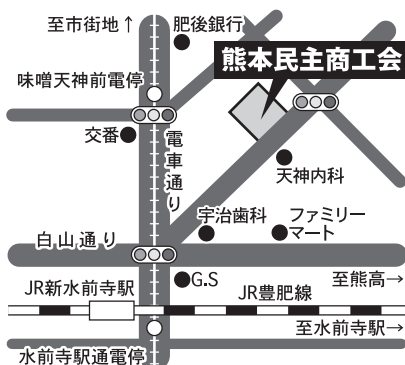 至市街地↑
肥後銀行
味噌天神前電停
熊本民主商工会
交番
電車通り
天神内科
宇治歯科
ファミリー
マート
白山通り
G.S
至熊高→
JR新水前寺駅
JR豊肥線
至水前寺駅→
水前寺駅通電停